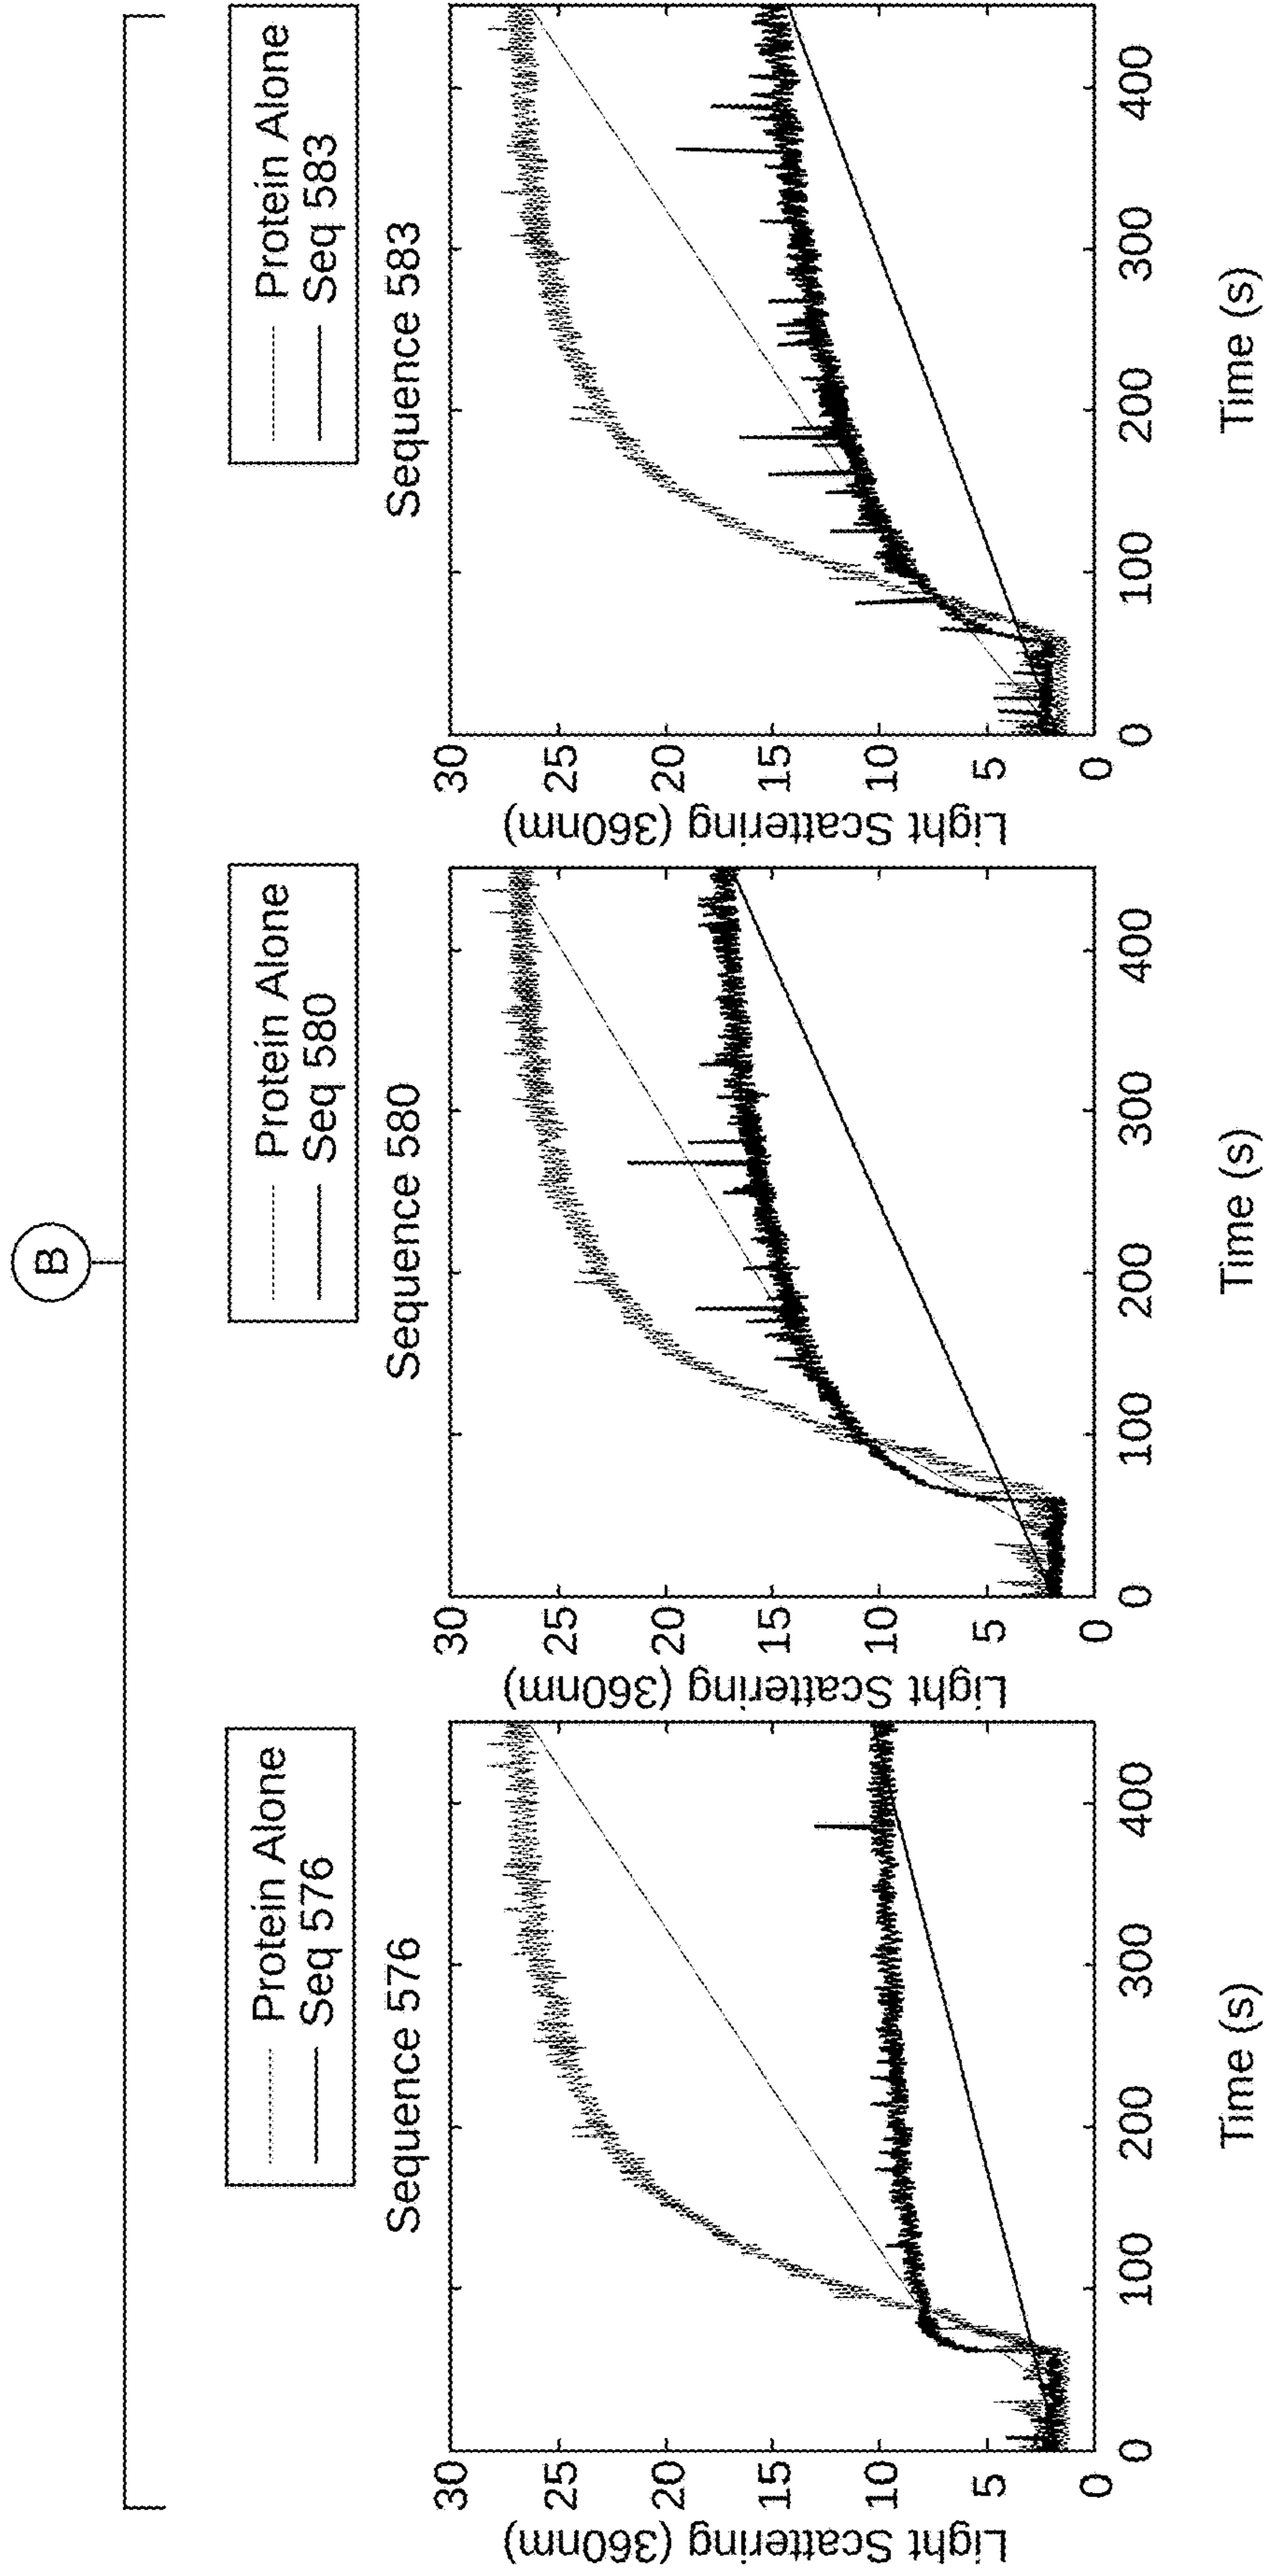 B
Protein Alone
Seq 576
Sequence 576
Light Scattering (360nm)
30
25
20
15
10
5
0
0 100 200 300 400
Time (s)
Protein Alone
Seq 580
Sequence 580
Light Scattering (360nm)
30
25
20
15
10
5
0
0 100 200 300 400
Time (s)
Protein Alone
Seq 583
Sequence 583
Light Scattering (360nm)
30
25
20
15
10
5
0
0 100 200 300 400
Time (s)